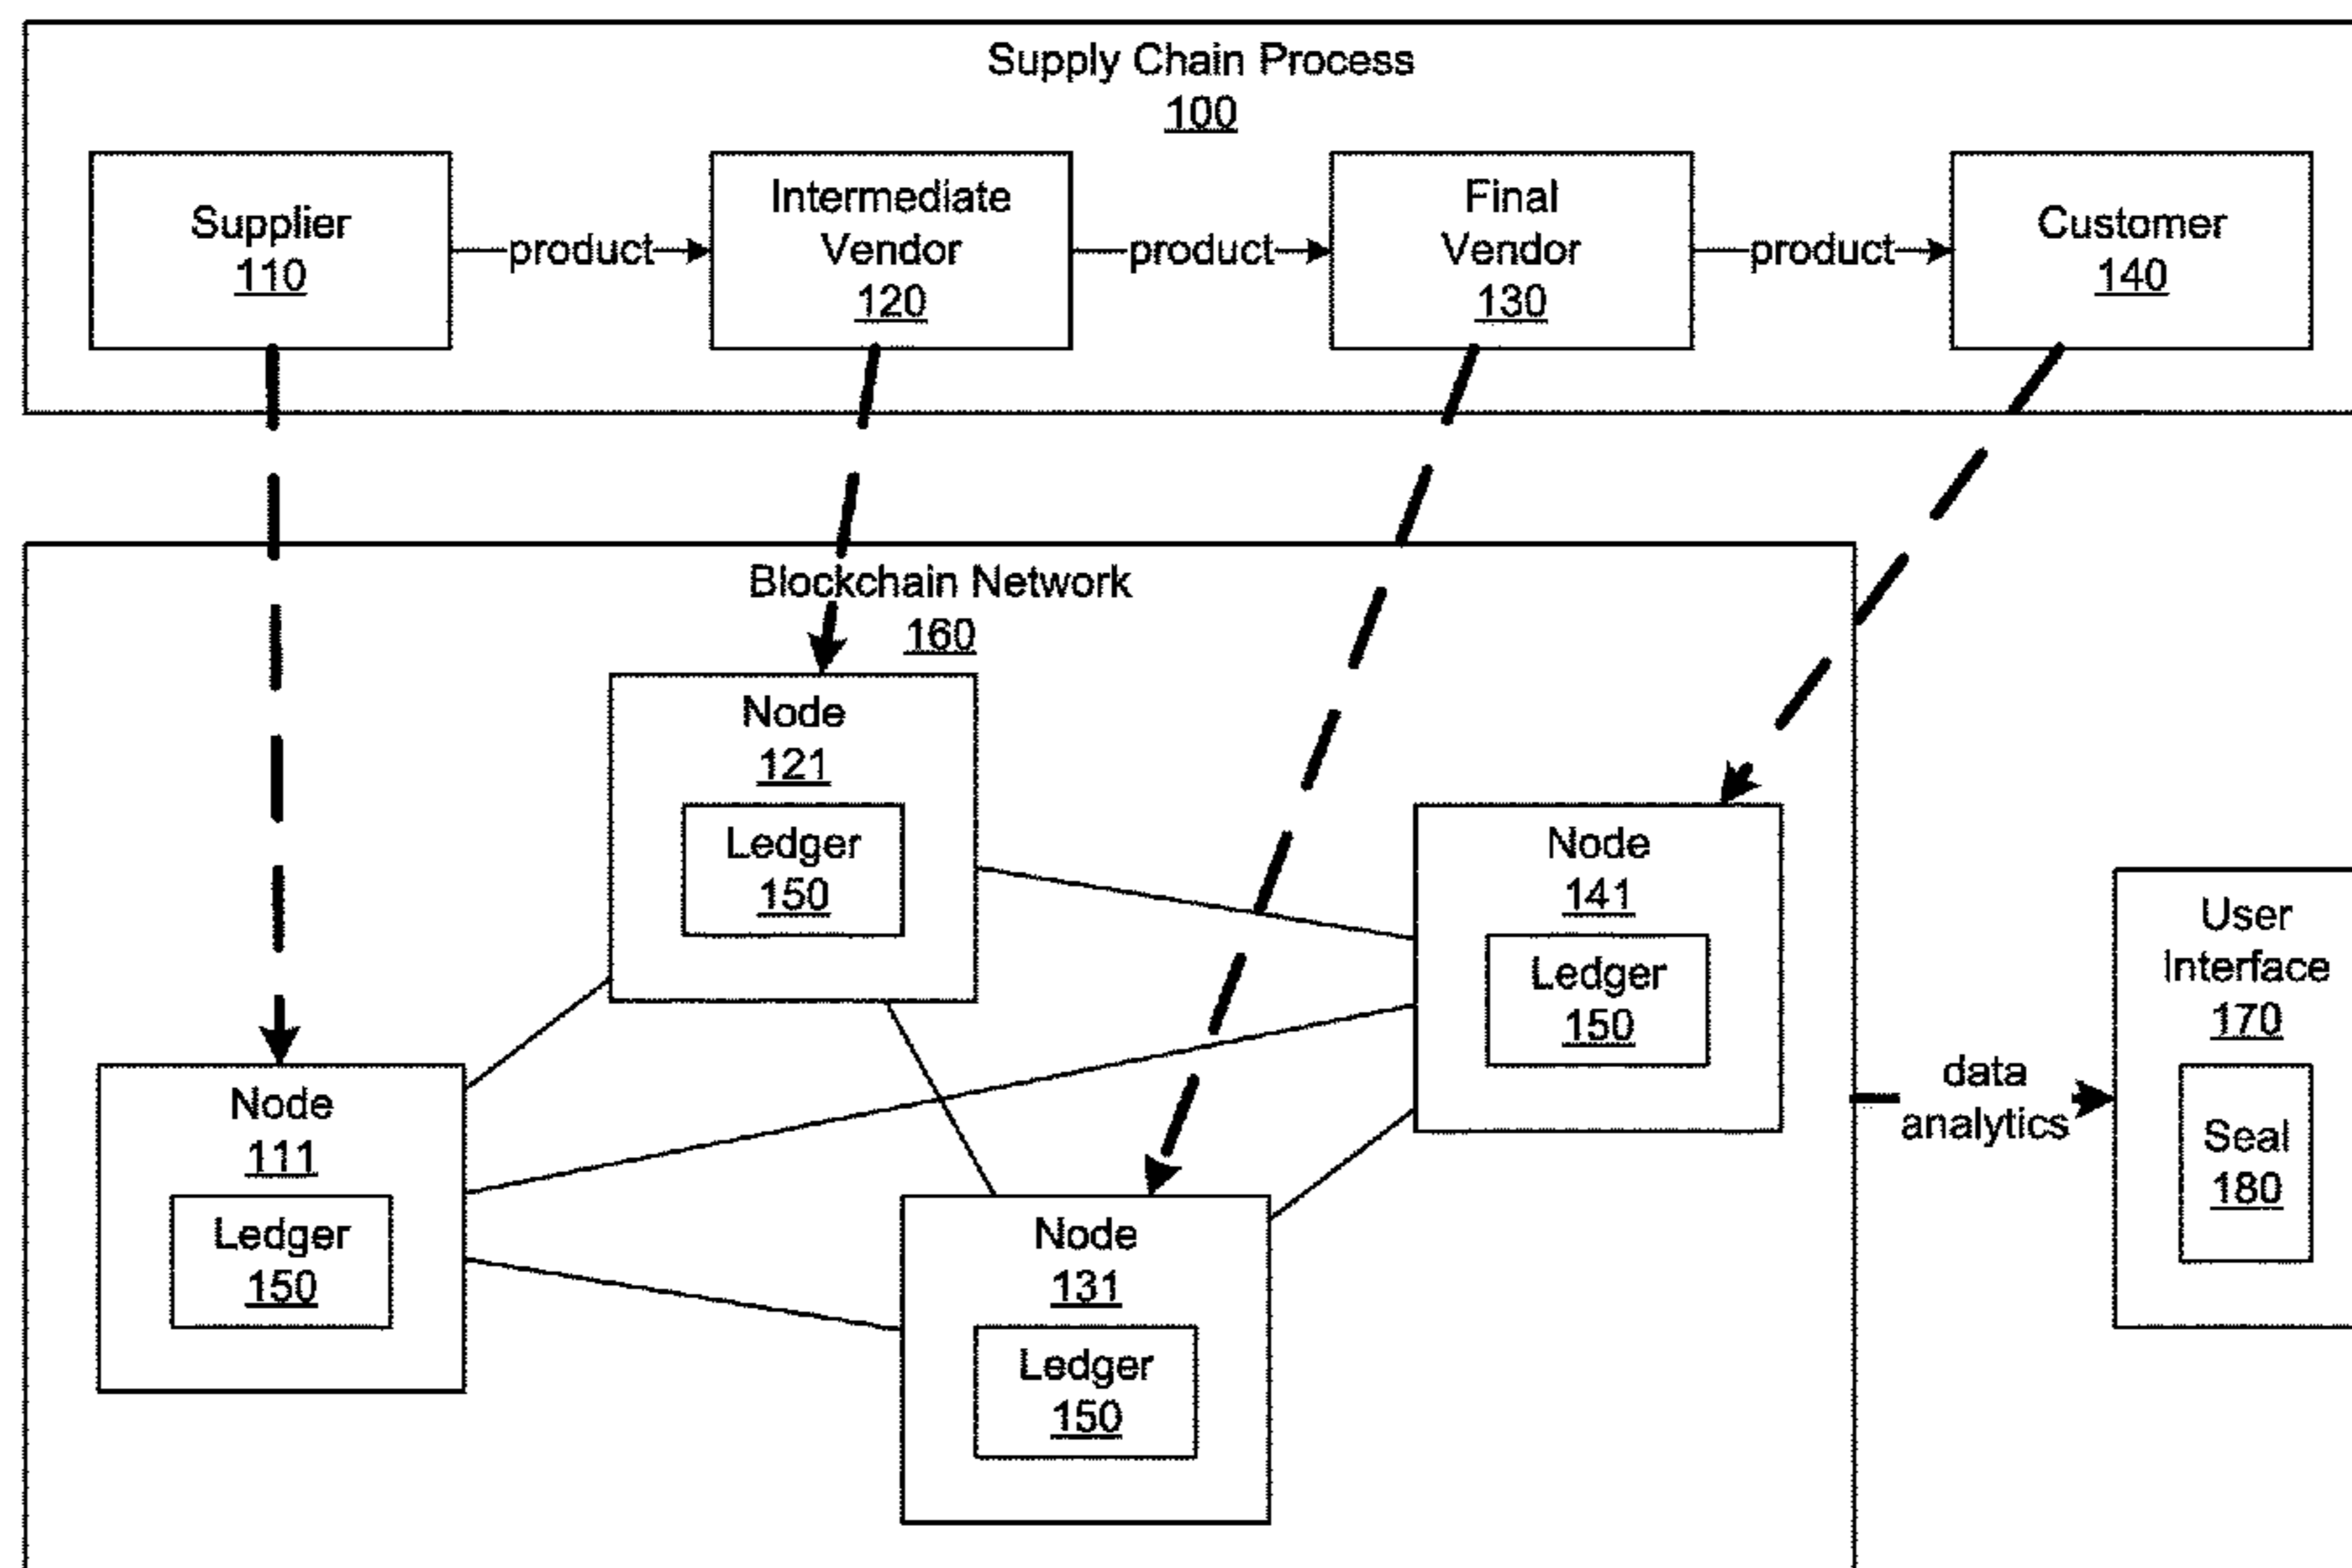 Supply Chain Process
100
Supplier
110
product
Intermediate
Vendor
120
product
Final
Vendor
130
product
Customer
140
Blockchain Network
160
Node
121
Ledger
150
Node
141
Ledger
150
Node
111
Ledger
150
Node
131
Ledger
150
data
analytics
User
Interface
170
Seal
180